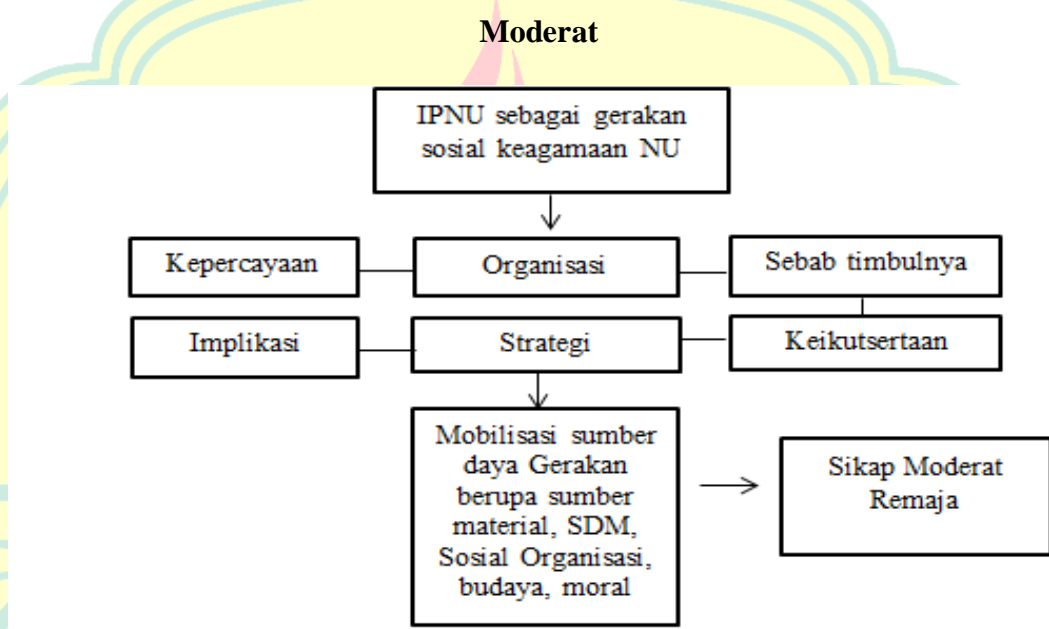 Moderat
IPNU sebagai gerakan
sosial keagamaan NU
Kepercayaan
Organisasi
Sebab timbulnya
Implikasi
Strategi
Keikutsertaan
Mobilisasi sumber
daya Gerakan
berupa sumber
material, SDM,
Sosial Organisasi,
budaya, moral
Sikap Moderat
Remaja